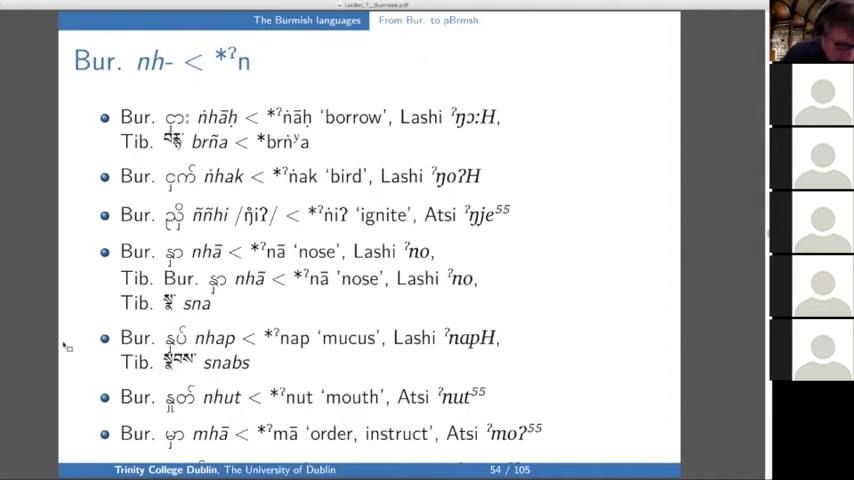 Leiden_7__Burmese.pdf
The Burmish languages From Bur. to pBrmsh.
Bur. nh- < *ˀn
Bur. ငှား ṅhāḥ < *ˀṅāḥ ‘borrow’, Lashi ˀŋɔ:H,
Tib. བརྙ brña < *brṅʸa
Bur. ငှက် ṅhak < *ˀṅak ‘bird’, Lashi ˀŋoʔH
Bur. ညှိ ññhi /ŋ̊iʔ/ < *ˀṅiʔ ‘ignite’, Atsi ˀŋje⁵⁵
Bur. နှာ nhā < *ˀnā ‘nose’, Lashi ˀno,
Tib. Bur. နှာ nhā < *ˀnā ’nose’, Lashi ˀno,
Tib. སྣ sna
Bur. နှပ် nhap < *ˀnap ‘mucus’, Lashi ˀnapH,
Tib. སྣབས་ snabs
Bur. နှုတ် nhut < *ˀnut ‘mouth’, Atsi ˀnut⁵⁵
Bur. မှာ mhā < *ˀmā ‘order, instruct’, Atsi ˀmoʔ⁵⁵
Trinity College Dublin, The University of Dublin 54 / 105